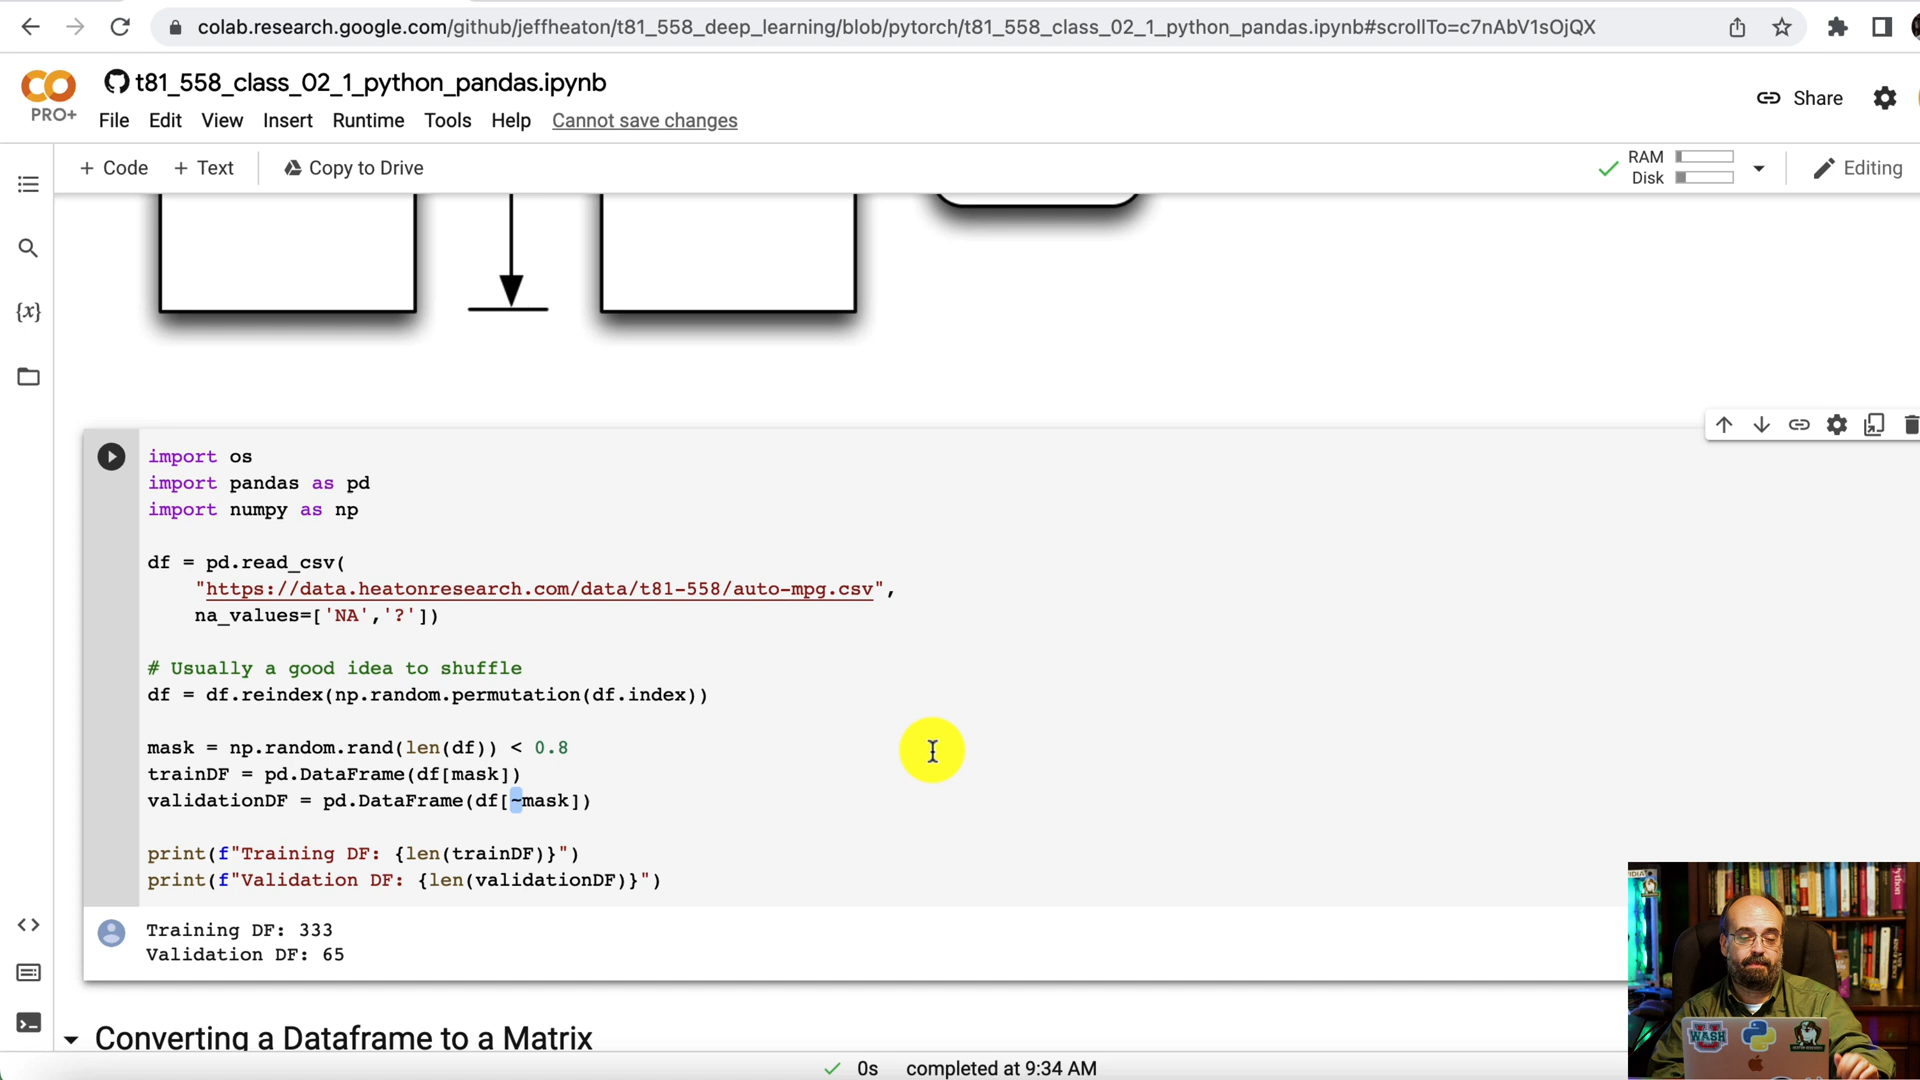 colab.research.google.com/github/jeffheaton/t81_558_deep_learning/blob/pytorch/t81_558_class_02_1_python_pandas.ipynb#scrollTo=c7nAbV1sOjQX
CO
PRO+
t81_558_class_02_1_python_pandas.ipynb
File Edit View Insert Runtime Tools Help Cannot save changes
Share
+ Code + Text Copy to Drive
RAM
Disk
Editing
{x}
import os
import pandas as pd
import numpy as np
df = pd.read_csv(
"https://data.heatonresearch.com/data/t81-558/auto-mpg.csv",
na_values=['NA','?'])
# Usually a good idea to shuffle
df = df.reindex(np.random.permutation(df.index))
mask = np.random.rand(len(df)) < 0.8
trainDF = pd.DataFrame(df[mask])
validationDF = pd.DataFrame(df[~mask])
print(f"Training DF: {len(trainDF)}")
print(f"Validation DF: {len(validationDF)}")
Training DF: 333
Validation DF: 65
Converting a Dataframe to a Matrix
0s completed at 9:34 AM
WASH